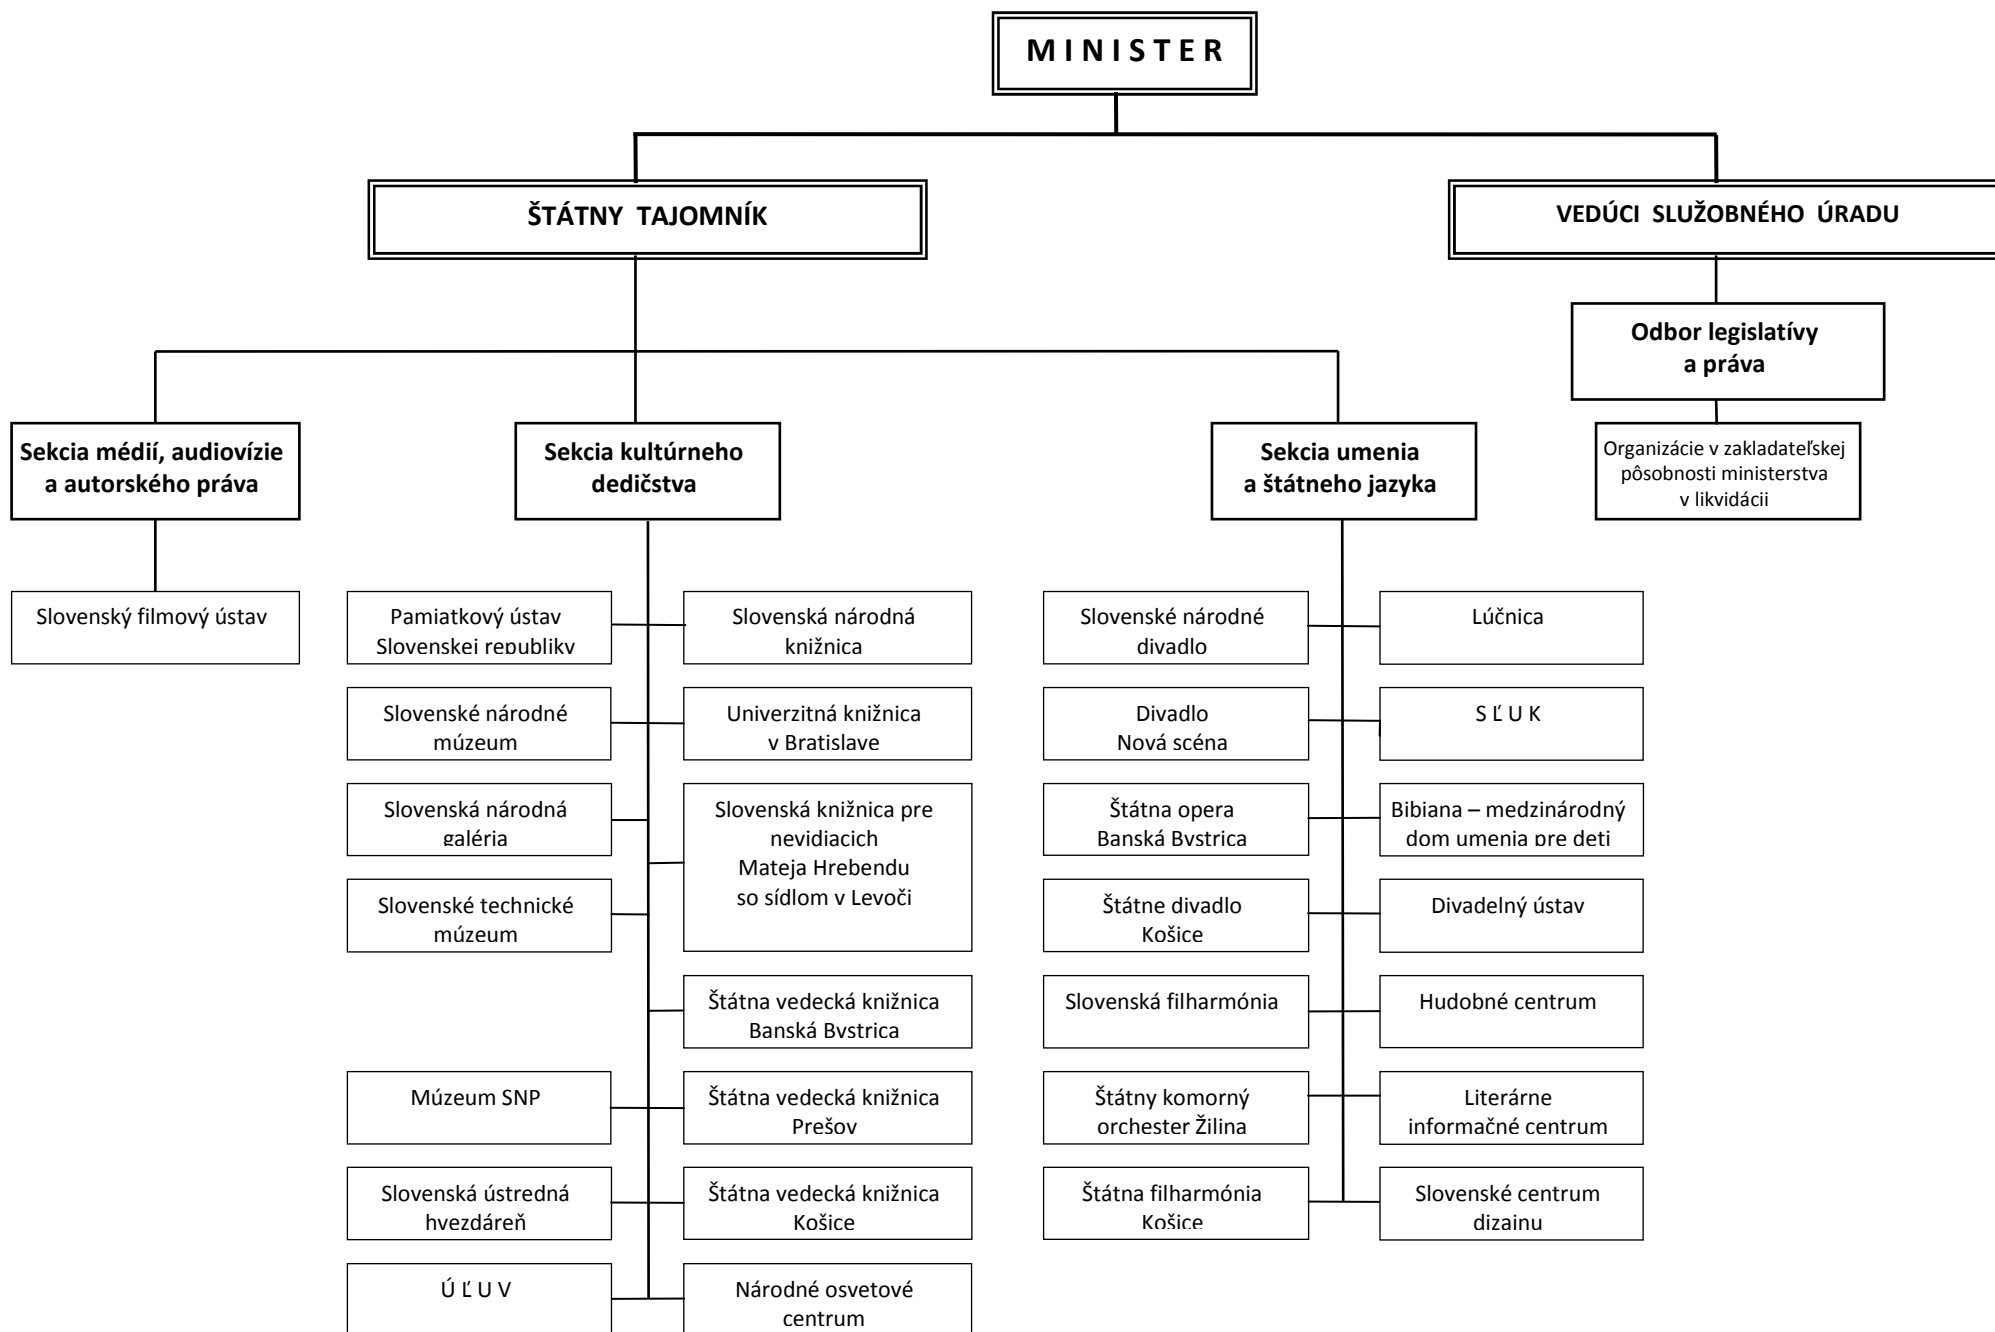 M I N I S T E R
ŠTÁTNY TAJOMNÍK
VEDÚCI SLUŽOBNÉHO ÚRADU
Odbor legislatívy
a práva
Sekcia médií, audiovízie
a autorského práva
Sekcia kultúrneho
dedičstva
Sekcia umenia
a štátneho jazyka
Organizácie v zakladateľskej
pôsobnosti ministerstva
v likvidácii
Slovenský filmový ústav
Pamiatkový ústav
Slovenskej republiky
Slovenská národná
knižnica
Slovenské národné
divadlo
Lúčnica
Slovenské národné
múzeum
Univerzitná knižnica
v Bratislave
Divadlo
Nová scéna
S Ľ U K
Slovenská národná
galéria
Slovenská knižnica pre
nevidiacich
Mateja Hrebendu
so sídlom v Levoči
Štátna opera
Banská Bystrica
Bibiana – medzinárodný
dom umenia pre deti
Slovenské technické
múzeum
Štátne divadlo
Košice
Divadelný ústav
Štátna vedecká knižnica
Banská Bystrica
Slovenská filharmónia
Hudobné centrum
Múzeum SNP
Štátna vedecká knižnica
Prešov
Štátny komorný
orchester Žilina
Literárne
informačné centrum
Slovenská ústredná
hvezdáreň
Štátna vedecká knižnica
Košice
Štátna filharmónia
Košice
Slovenské centrum
dizainu
Ú Ľ U V
Národné osvetové
centrum